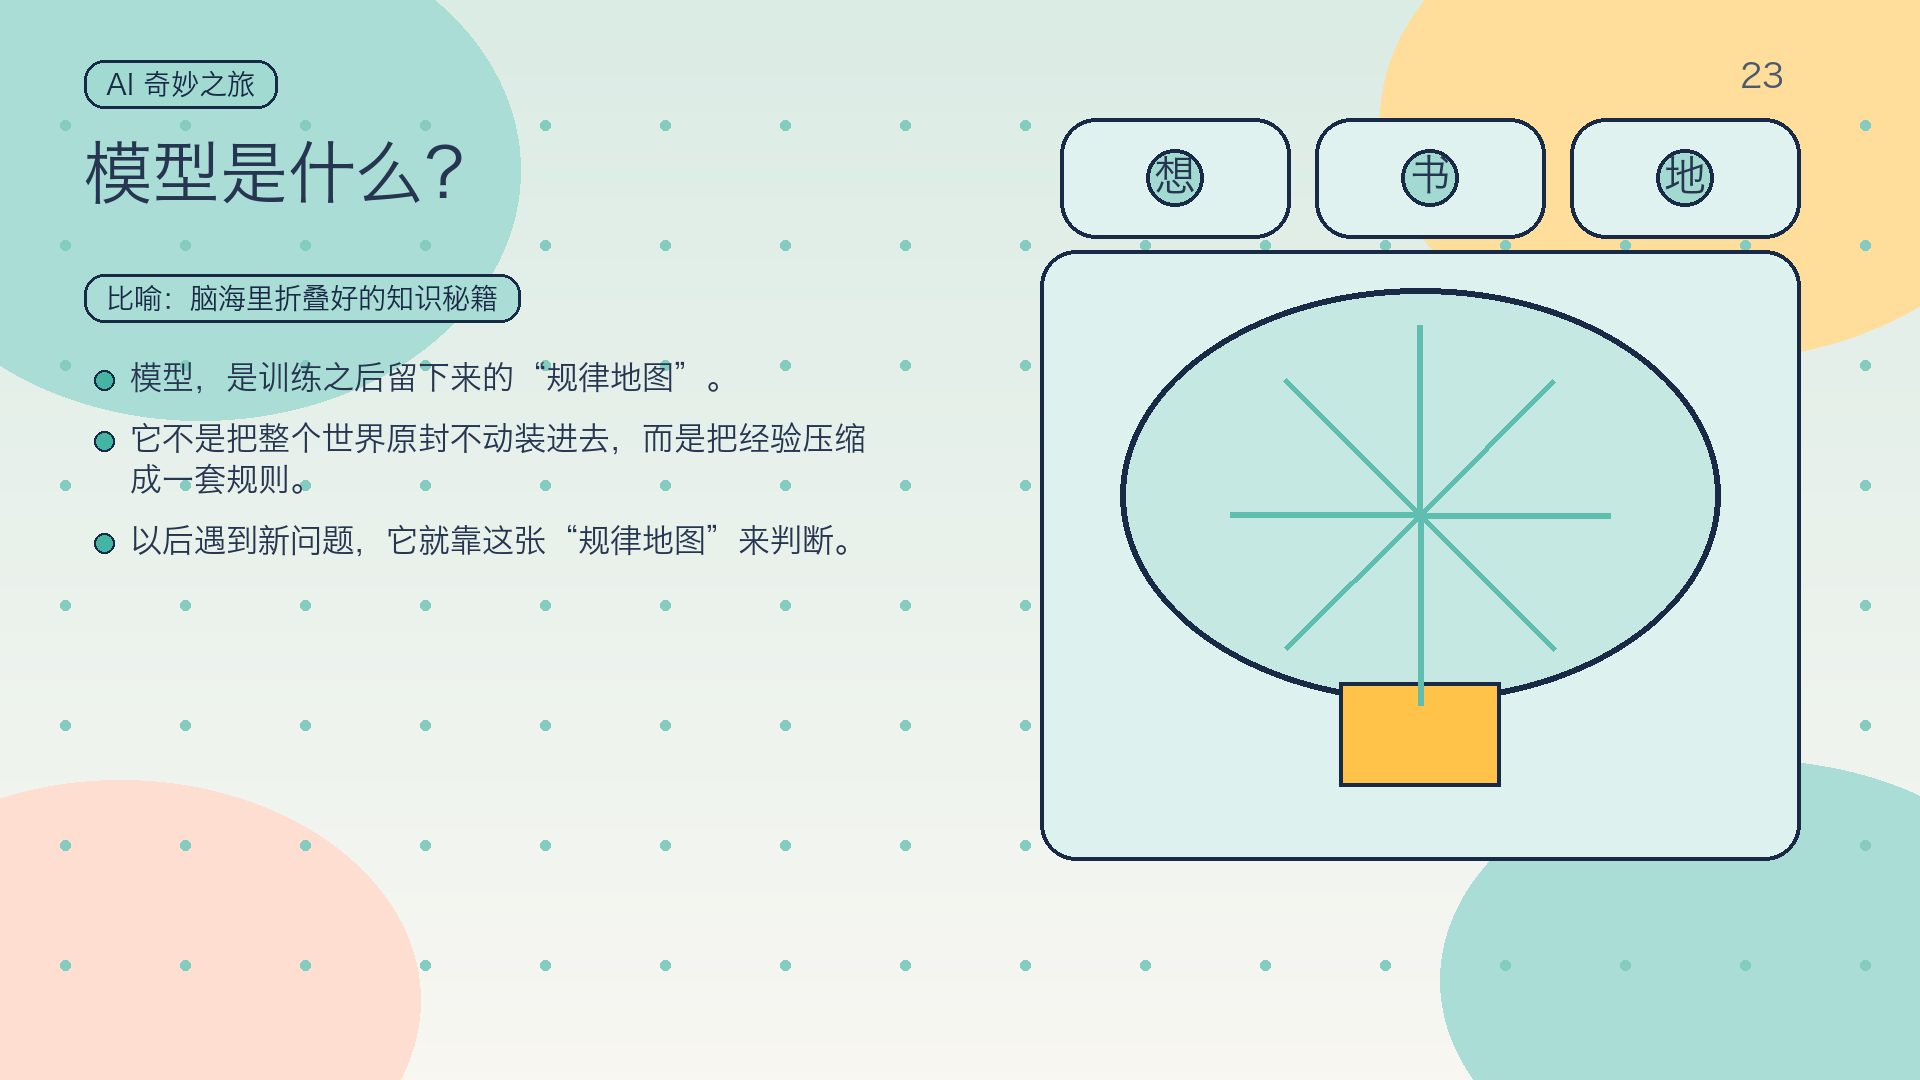 AI 奇妙之旅
23
模型是什么?
想
书
地
比喻：脑海里折叠好的知识秘籍
模型，是训练之后留下来的“规律地图”。
它不是把整个世界原封不动装进去，而是把经验压缩
成一套规则。
以后遇到新问题，它就靠这张“规律地图”来判断。